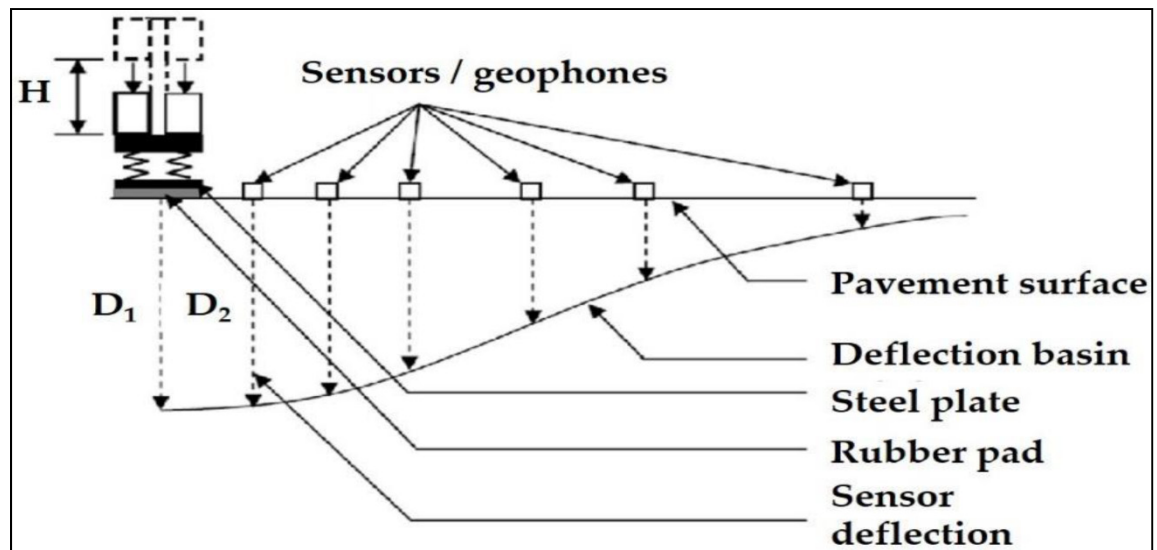 Sensors / geophones
H
D₁ D₂
Pavement surface
Deflection basin
Steel plate
Rubber pad
Sensor
deflection